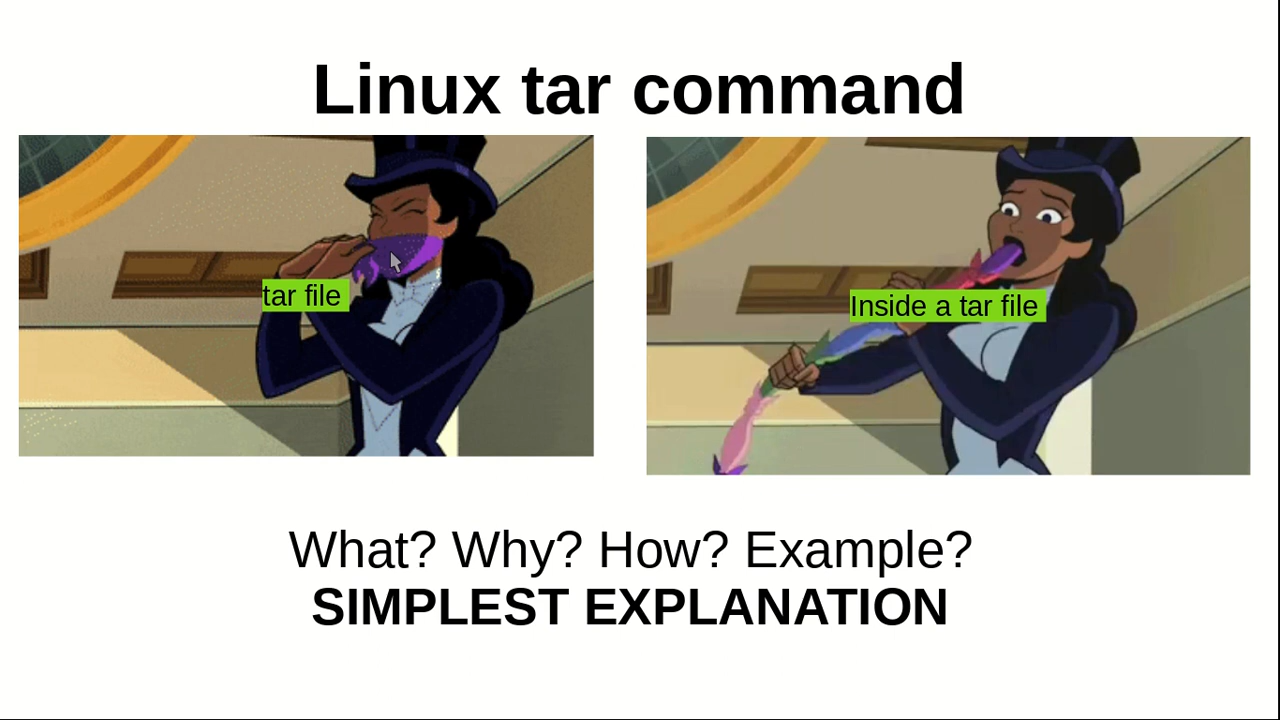 Linux tar command
tar file
Inside a tar file
What? Why? How? Example?
SIMPLEST EXPLANATION